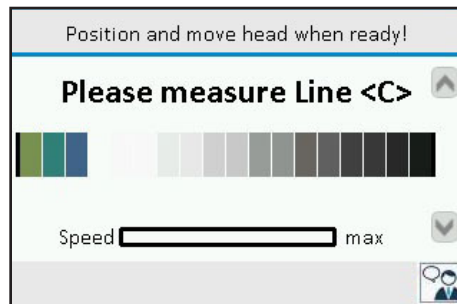 Position and move head when ready!
Please measure Line <C>
Speed max